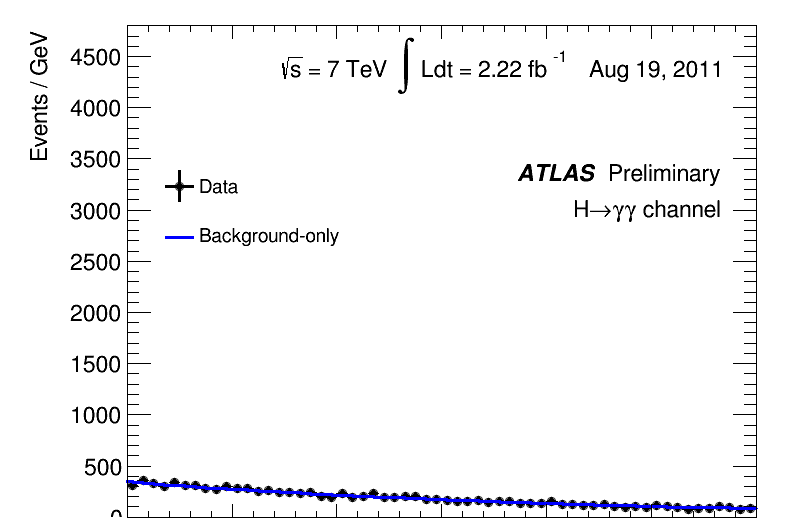 Events / GeV
4500
√s = 7 TeV ∫ Ldt = 2.22 fb⁻¹ Aug 19, 2011
4000
3500
ATLAS Preliminary
Data
3000
H→γγ channel
Background-only
2500
2000
1500
1000
500
0